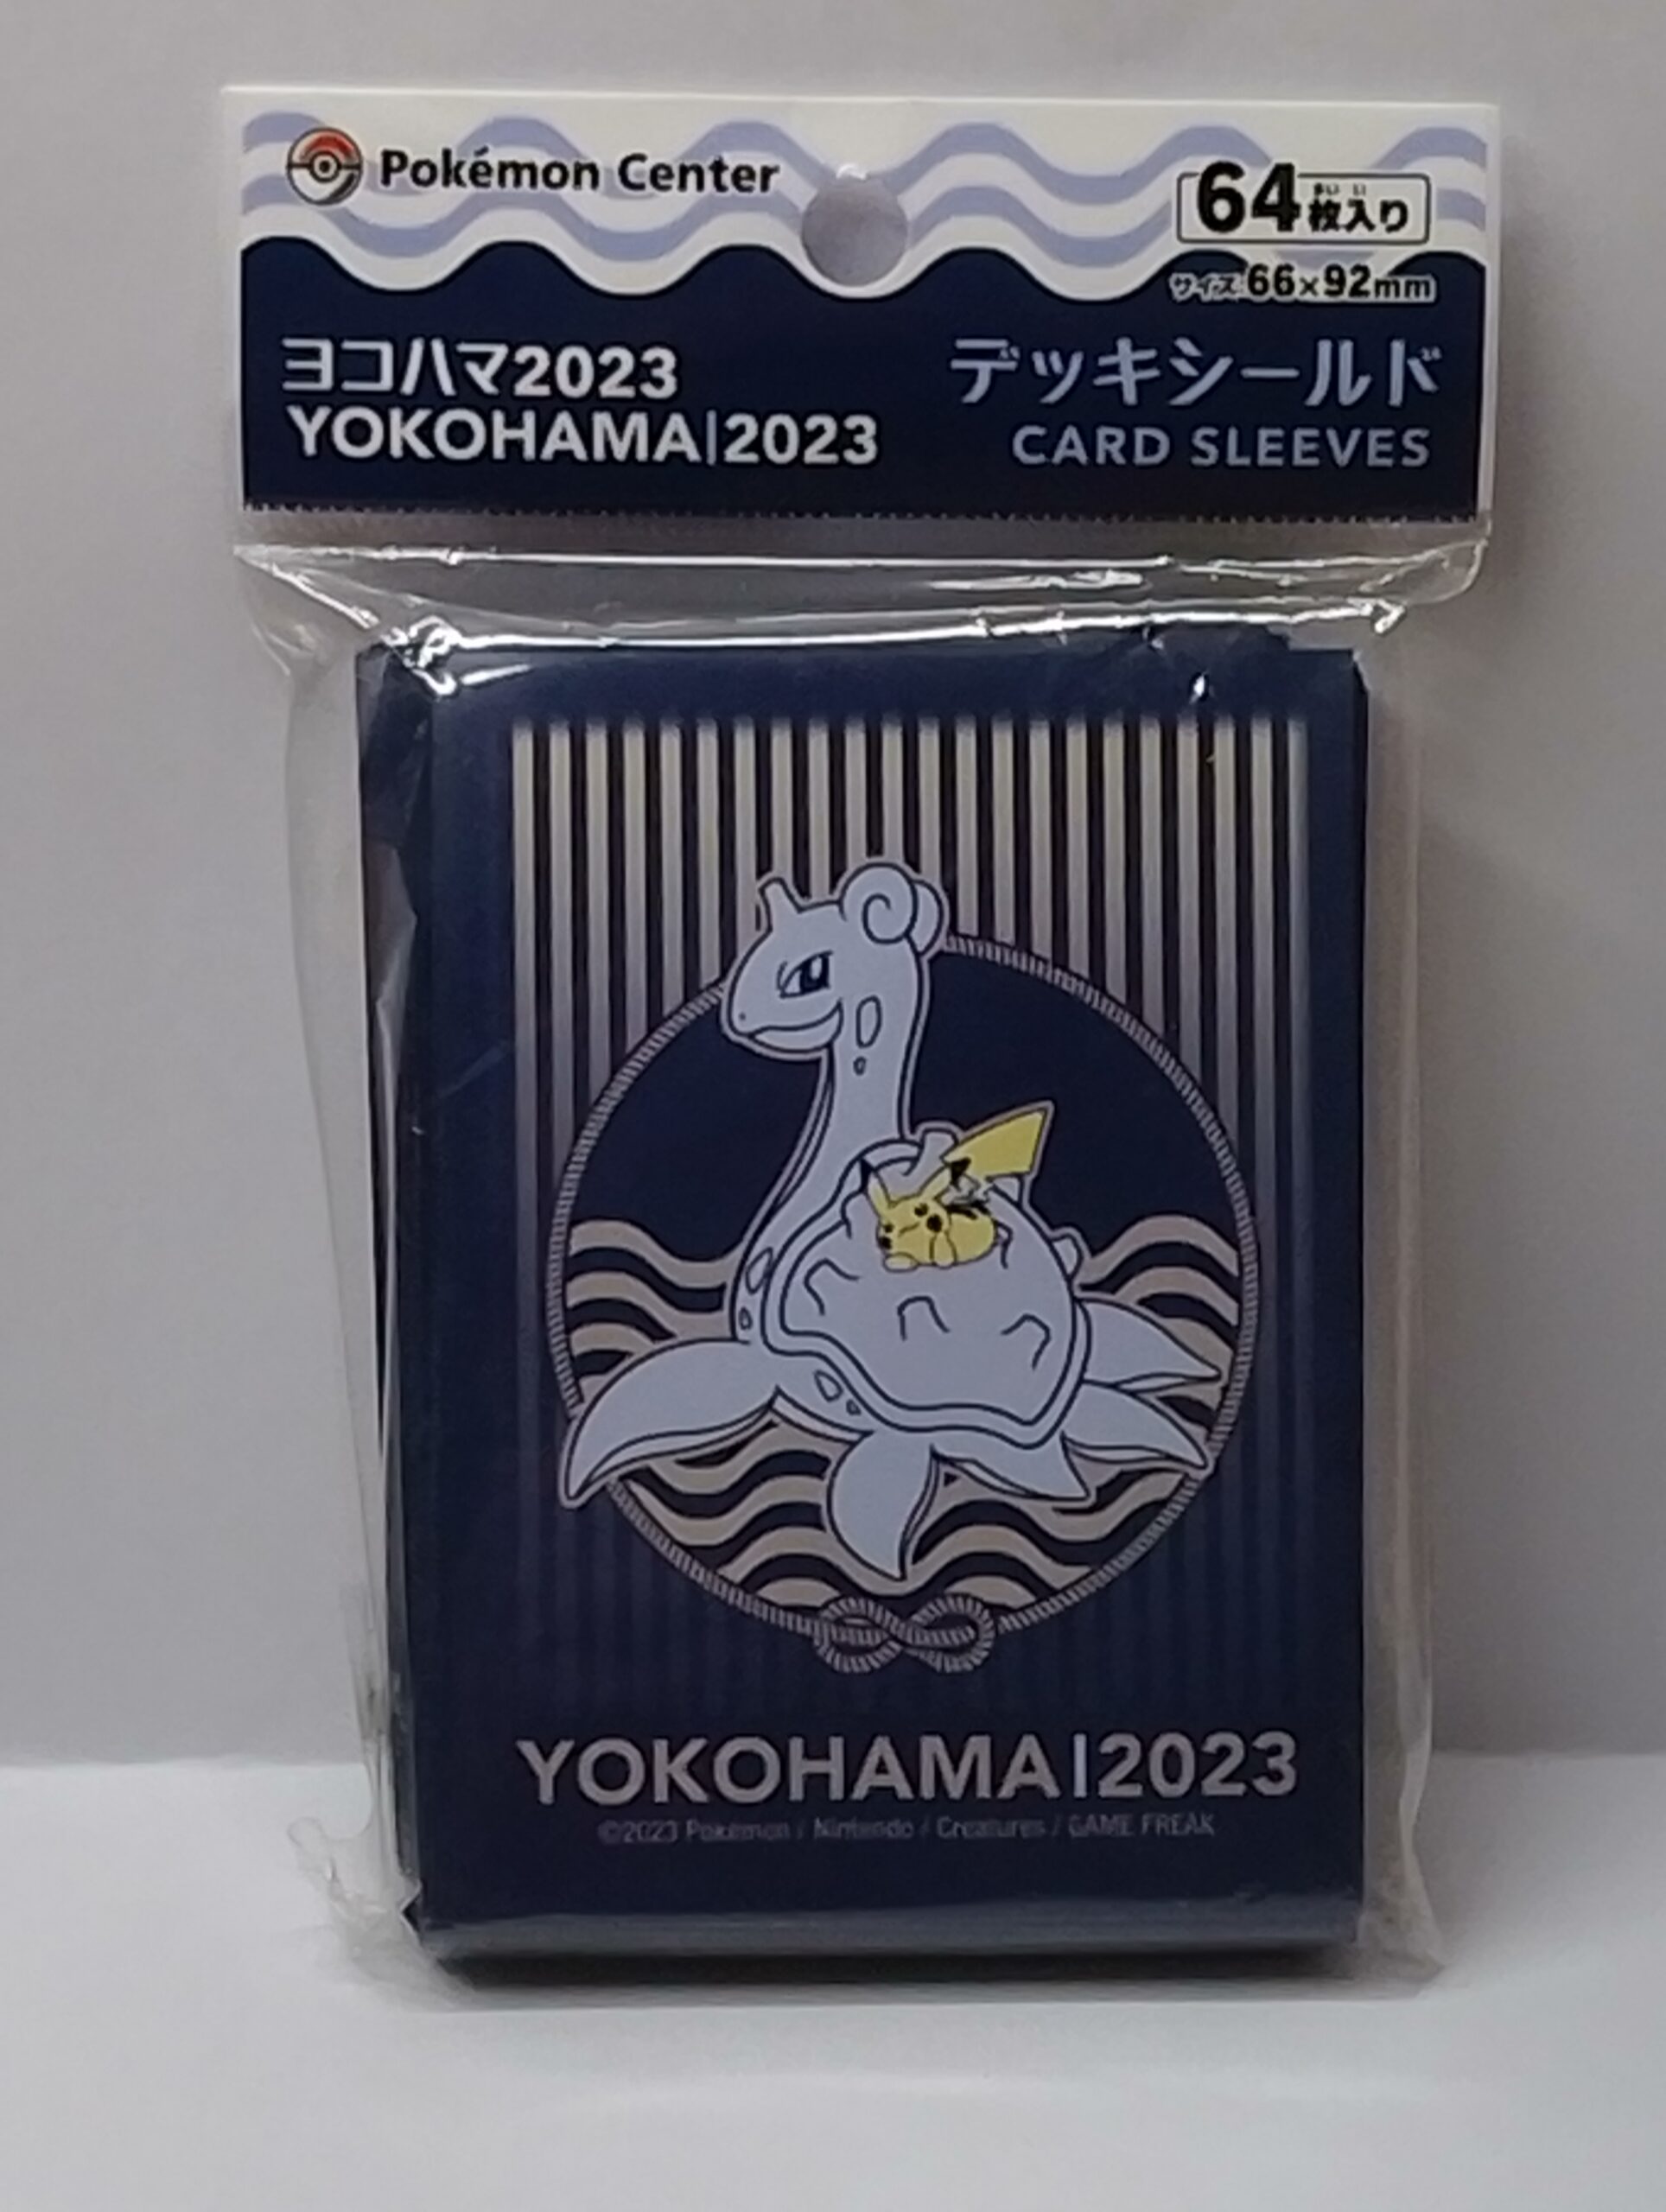 Pokémon Center
64枚入り
サイズ 66×92mm
ヨコハマ2023
YOKOHAMA|2023
デッキシールド
CARD SLEEVES
YOKOHAMA|2023
©2023 Pokémon / Nintendo / Creatures / GAME FREAK